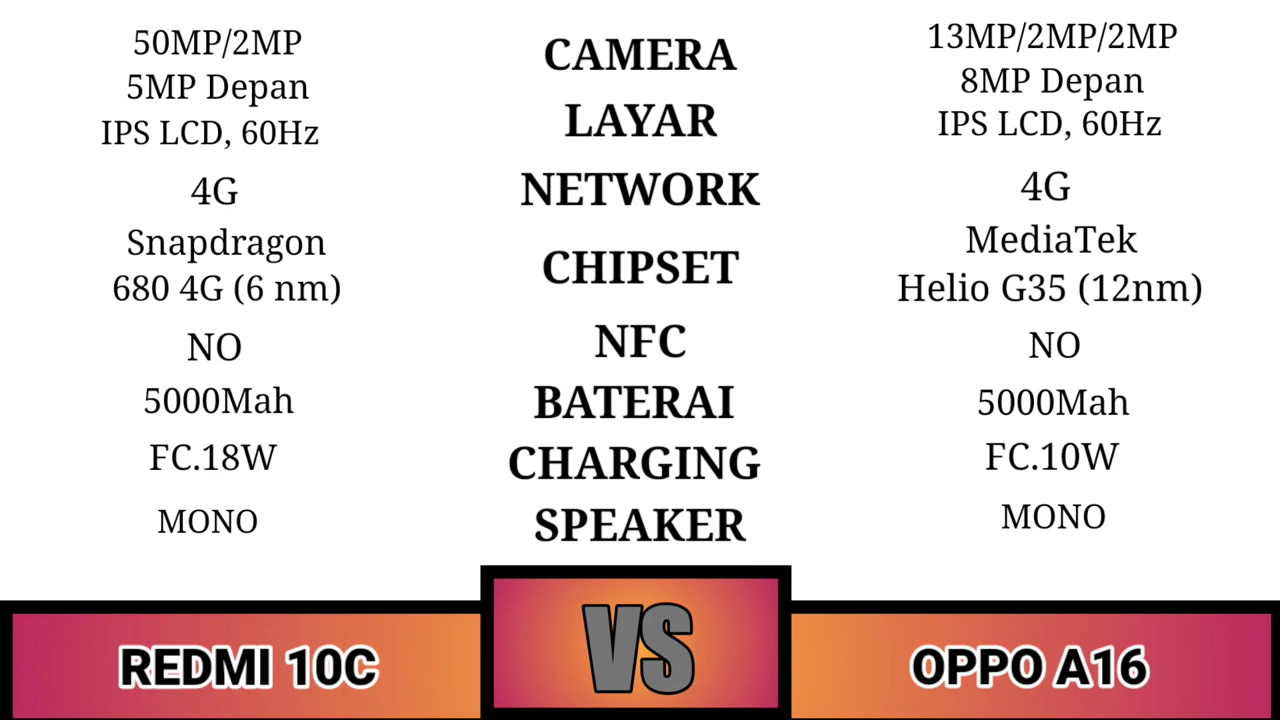 50MP/2MP
5MP Depan
CAMERA
13MP/2MP/2MP
8MP Depan
IPS LCD, 60Hz
LAYAR
IPS LCD, 60Hz
4G
NETWORK
4G
Snapdragon
680 4G (6 nm)
CHIPSET
MediaTek
Helio G35 (12nm)
NO
NFC
NO
5000Mah
BATERAI
5000Mah
FC.18W
CHARGING
FC.10W
MONO
SPEAKER
MONO
REDMI 10C
VS
OPPO A16